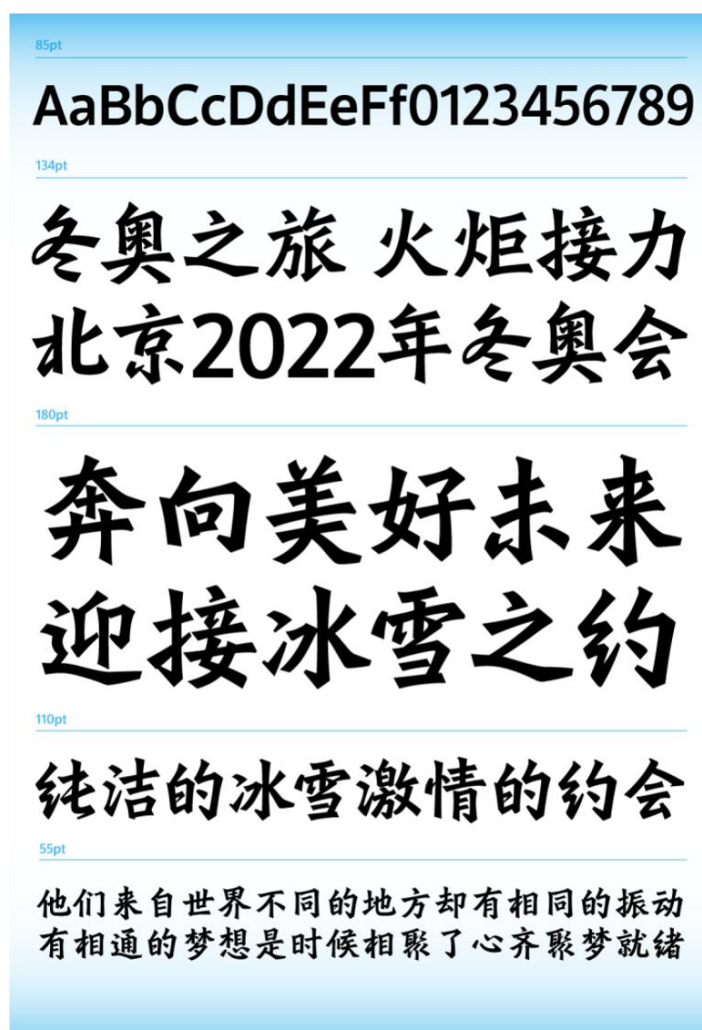 85pt
AaBbCcDdEeFf0123456789
134pt
冬奥之旅 火炬接力
北京2022年冬奥会
180pt
奔向美好未来
迎接冰雪之约
110pt
纯洁的冰雪激情的约会
55pt
他们来自世界不同的地方却有相同的振动
有相通的梦想是时候相聚了心齐聚梦就绪